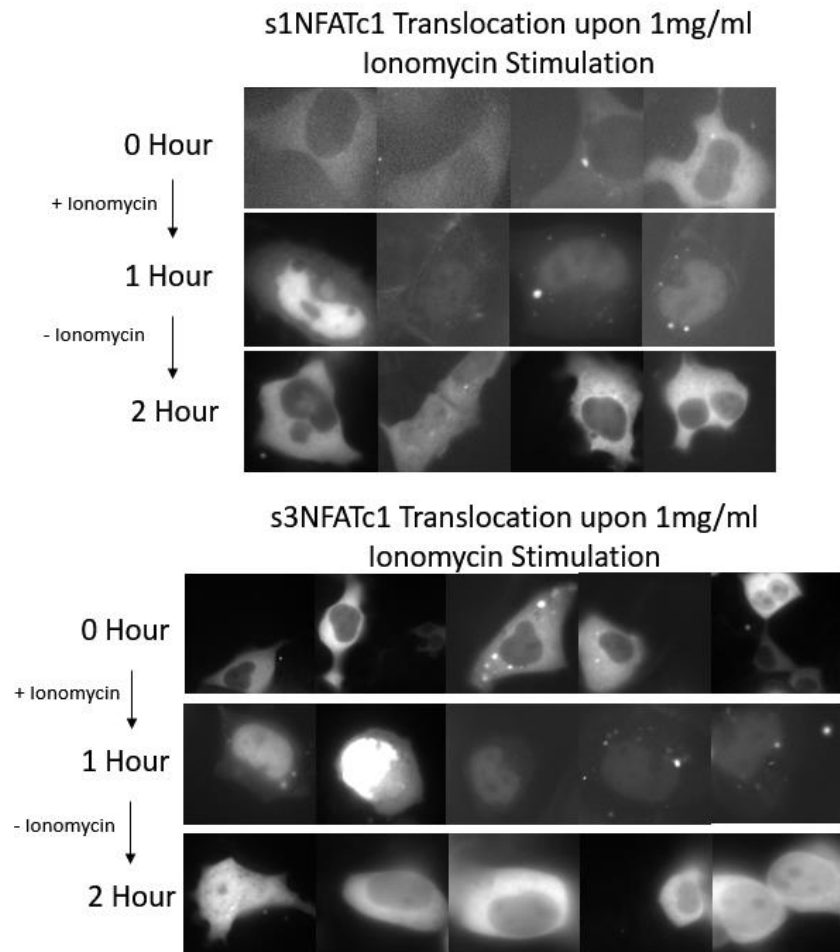 s1NFATc1 Translocation upon 1mg/ml
Ionomycin Stimulation
0 Hour
+ Ionomycin
1 Hour
- Ionomycin
2 Hour
s3NFATc1 Translocation upon 1mg/ml
Ionomycin Stimulation
0 Hour
+ Ionomycin
1 Hour
- Ionomycin
2 Hour